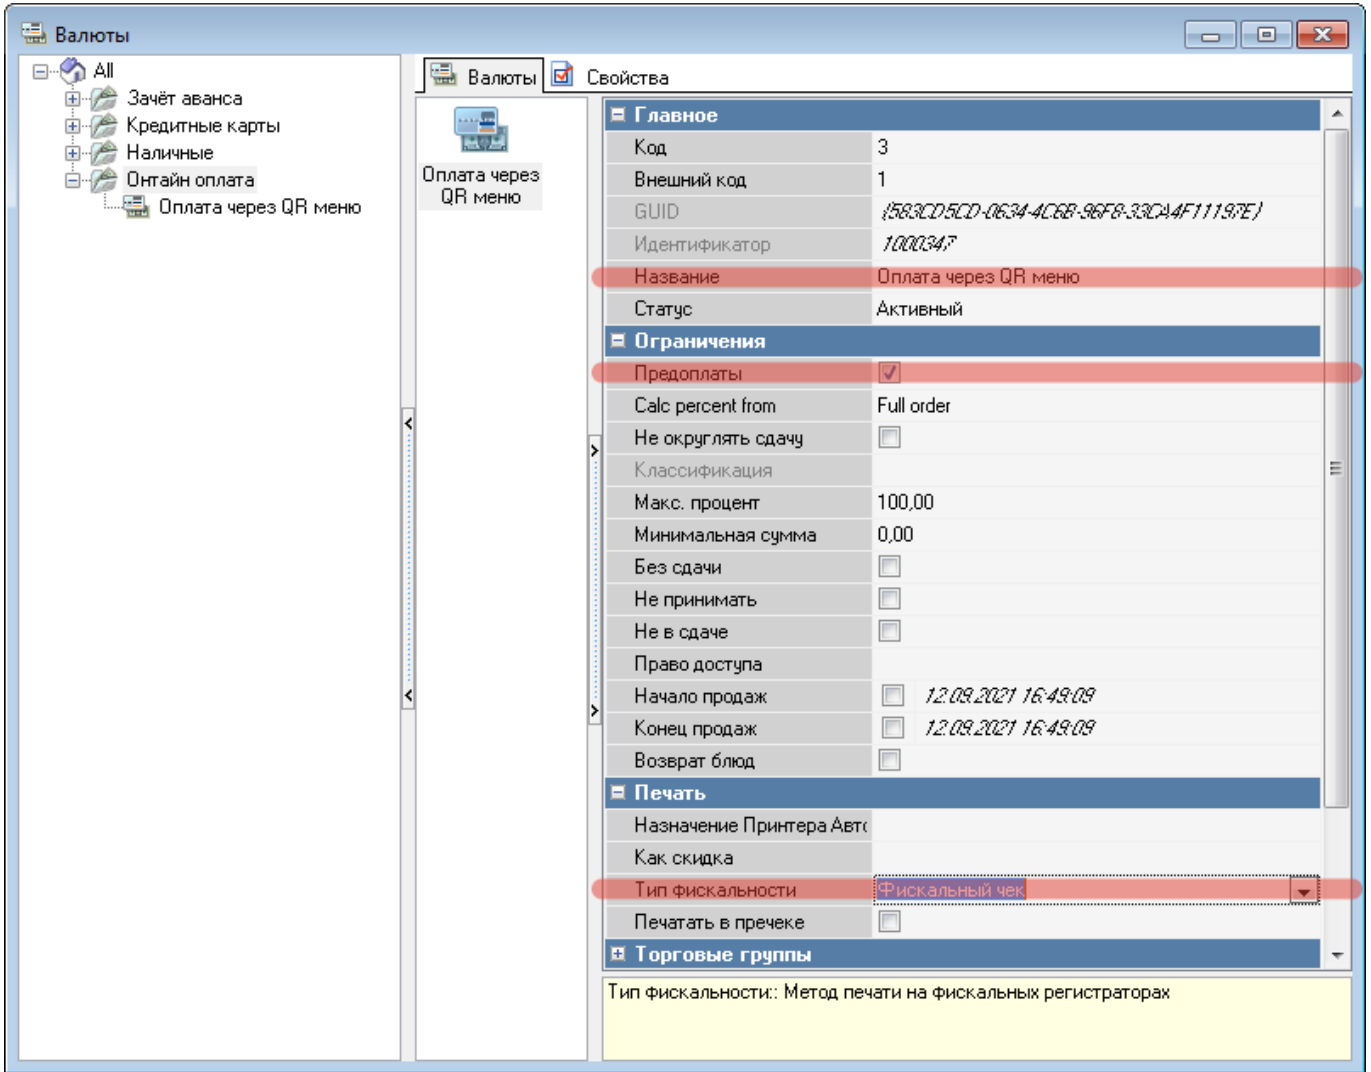 Валюты
All
Зачёт аванса
Кредитные карты
Наличные
Онтайн оплата
Оплата через QR меню
Валюты
Свойства
Оплата через
QR меню
Главное
Код 3
Внешний код 1
GUID {583CD5CD-0634-4C6B-96F8-33CA4F11197E}
Идентификатор 1000347
Название Оплата через QR меню
Статус Активный
Ограничения
Предоплаты
Calc percent from Full order
Не округлять сдачу
Классификация
Макс. процент 100,00
Минимальная сумма 0,00
Без сдачи
Не принимать
Не в сдаче
Право доступа
Начало продаж 12.09.2021 16:49:09
Конец продаж 12.09.2021 16:49:09
Возврат блюд
Печать
Назначение Принтера Авто
Как скидка
Тип фискальности Фискальный чек
Печатать в пречеке
Торговые группы
Тип фискальности:: Метод печати на фискальных регистраторах